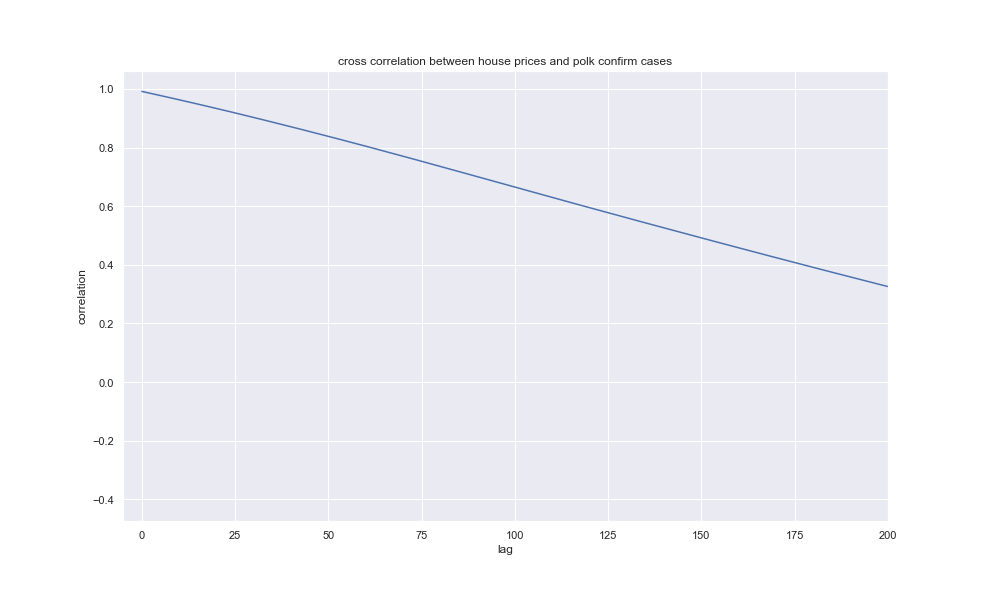 cross correlation between house prices and polk confirm cases
1.0
0.8
0.6
0.4
0.2
0.0
−0.2
−0.4
correlation
0 25 50 75 100 125 150 175 200
lag